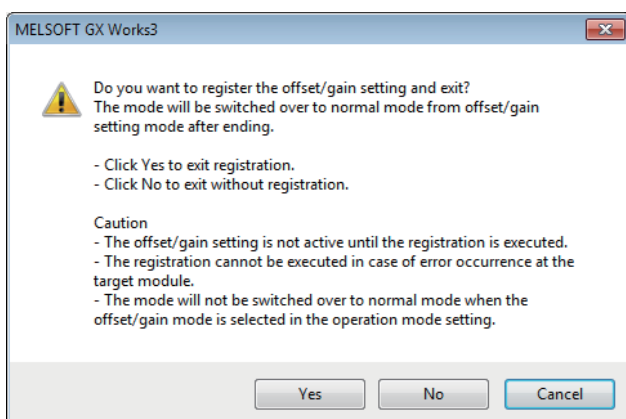 MELSOFT GX Works3
Do you want to register the offset/gain setting and exit?
The mode will be switched over to normal mode from offset/gain
setting mode after ending.
- Click Yes to exit registration.
- Click No to exit without registration.
Caution
- The offset/gain setting is not active until the registration is executed.
- The registration cannot be executed in case of error occurrence at the
target module.
- The mode will not be switched over to normal mode when the
offset/gain mode is selected in the operation mode setting.
Yes No Cancel